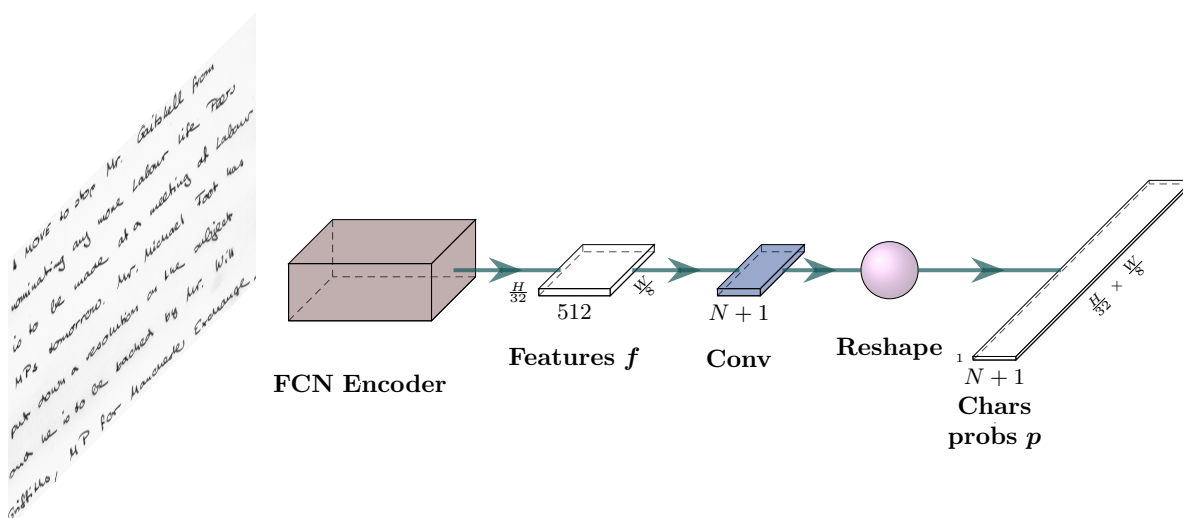 A MOVE to stop Mr. Gaitskell from
nominating any more Labour life Peers
is to be made at a meeting of Labour
MPs tomorrow. Mr. Michael Foot has
put down a resolution on the subject
and he is to be backed by Mr. Will
Griffiths, MP for Manchester Exchange.
FCN Encoder
H/32
512
W/8
Features f
N + 1
Conv
Reshape
1
N + 1
H/32 × W/8
Chars
probs p